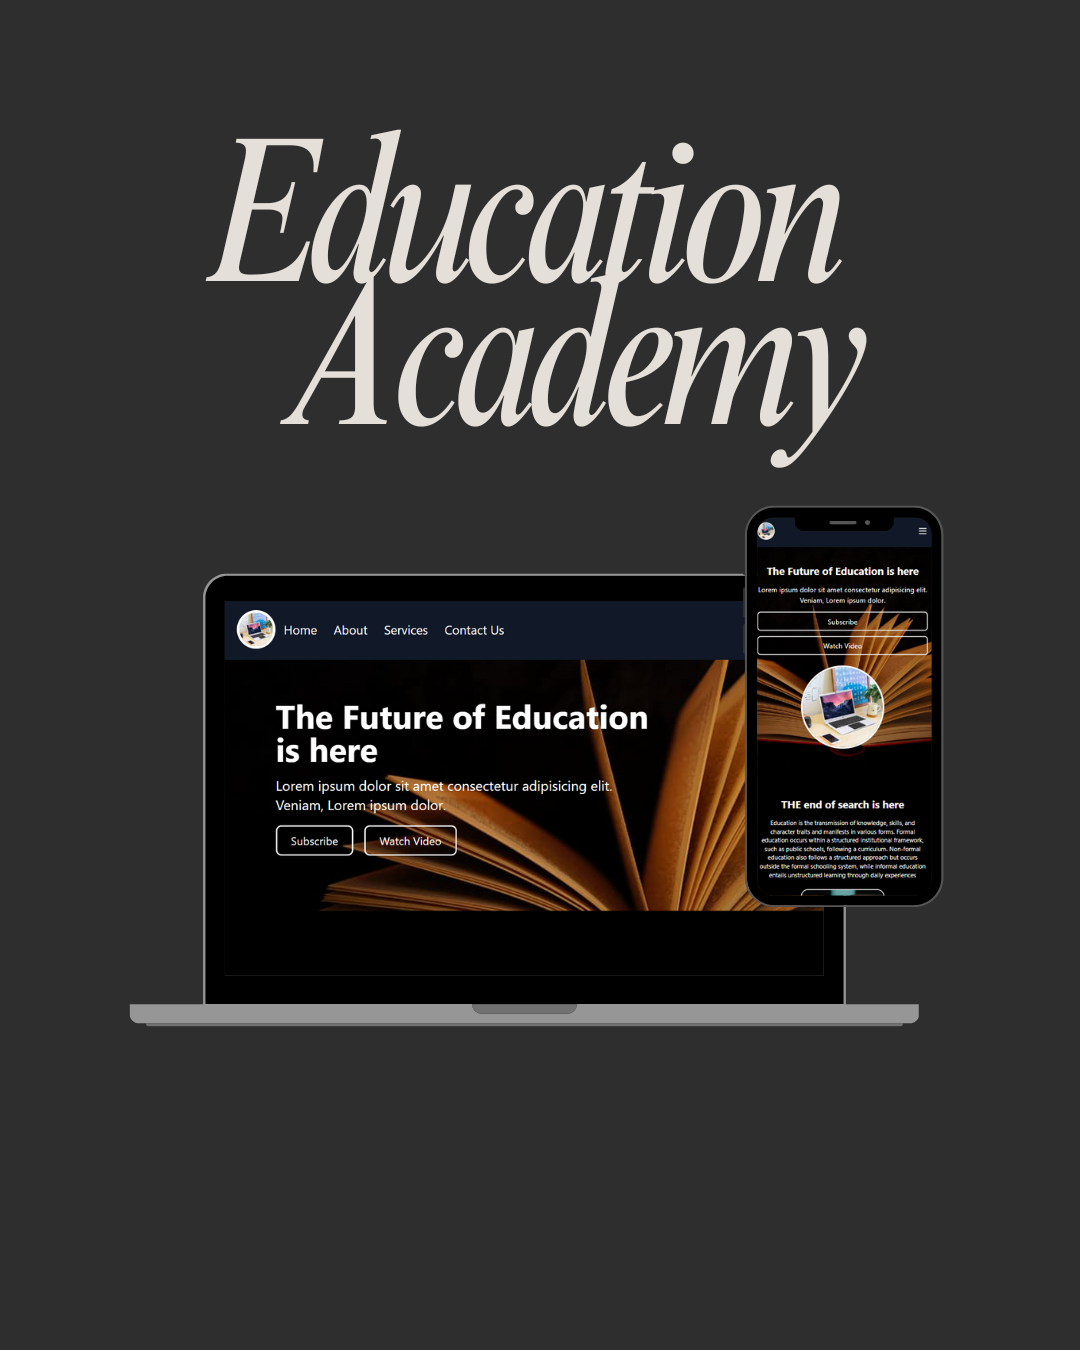 Education
Academy
Home About Services Contact Us
The Future of Education
is here
Lorem ipsum dolor sit amet consectetur adipisicing elit.
Veniam, Lorem ipsum dolor.
Subscribe Watch Video
The Future of Education is here
Lorem ipsum dolor sit amet consectetur adipisicing elit.
Veniam, Lorem ipsum dolor.
Subscribe
Watch Video
THE end of search is here
Education is the transmission of knowledge, skills, and
character traits and manifests in various forms. Formal
education occurs within a structured institutional framework,
such as public schools, following a curriculum. Non-formal
education also follows a structured approach but occurs
outside the formal schooling system, while informal education
entails unstructured learning through daily experiences